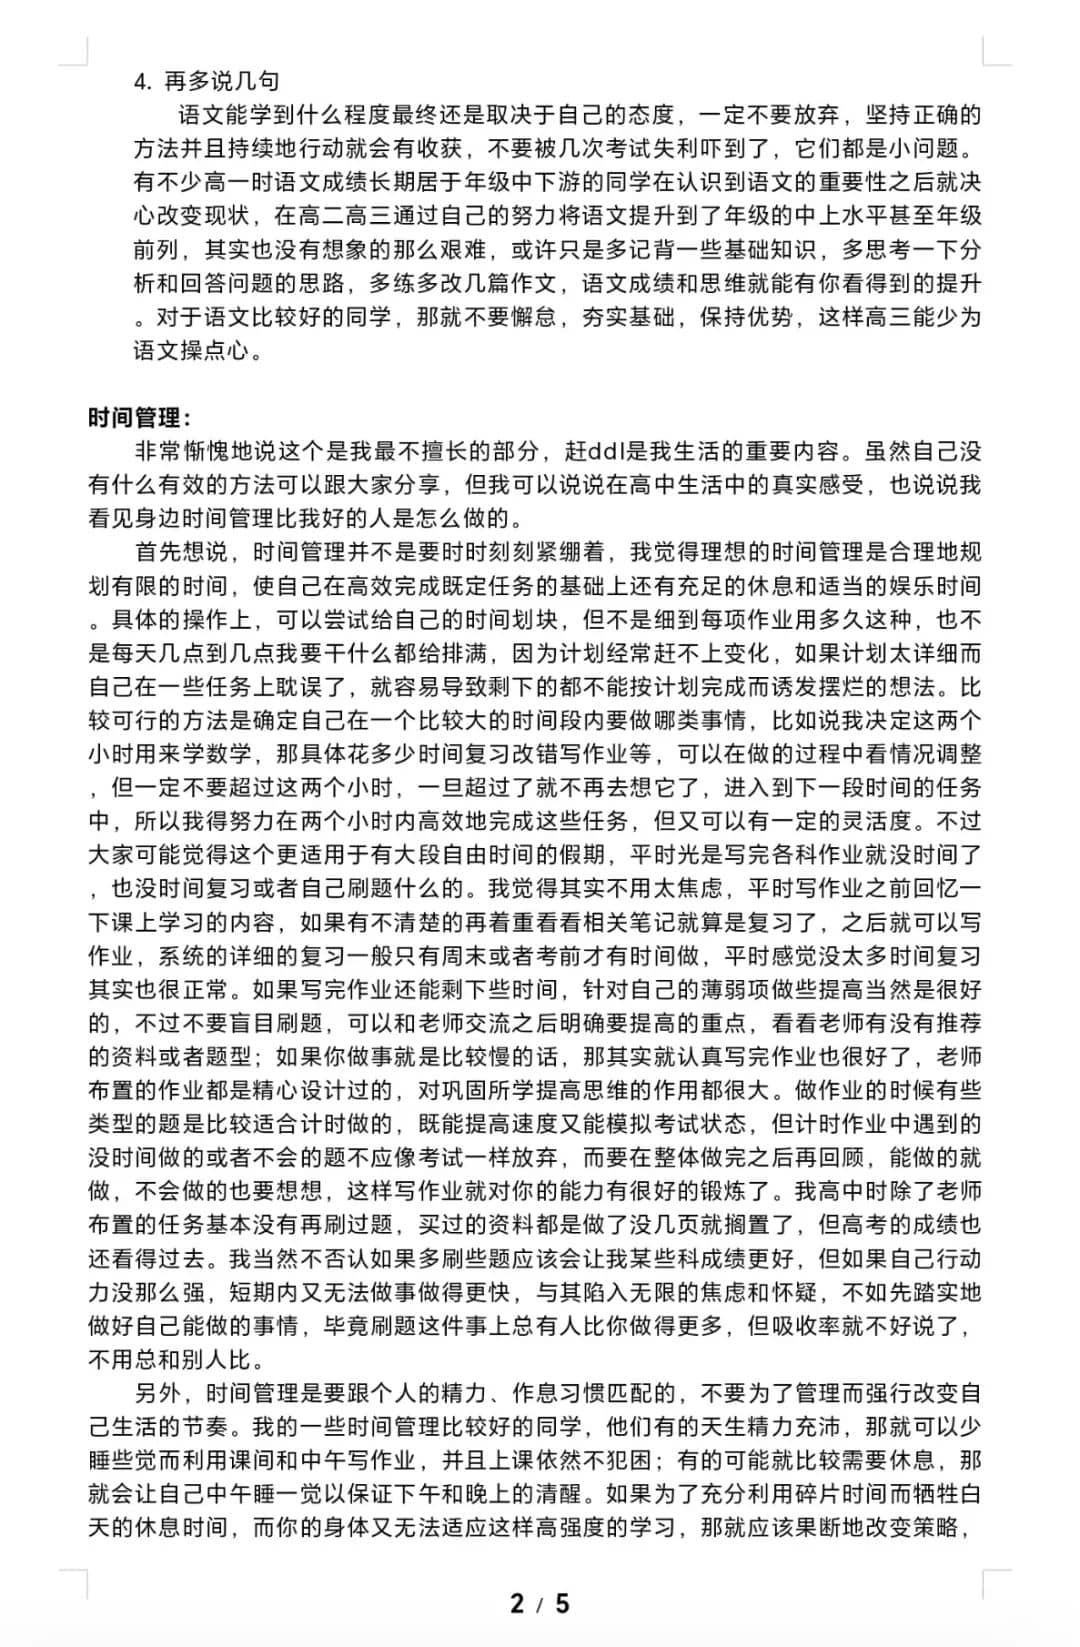 4. 再多说几句
语文能学到什么程度最终还是取决于自己的态度，一定不要放弃，坚持正确的
方法并且持续地行动就会有收获，不要被几次考试失利吓到了，它们都是小问题。
有不少高一时语文成绩长期居于年级中下游的同学在认识到语文的重要性之后就决
心改变现状，在高二高三通过自己的努力将语文提升到了年级的中上水平甚至年级
前列，其实也没有想象的那么艰难，或许只是多记背一些基础知识，多思考一下分
析和回答问题的思路，多练多改几篇作文，语文成绩和思维就能有你看得到的提升
。对于语文比较好的同学，那就不要懈怠，夯实基础，保持优势，这样高三能少为
语文操点心。
时间管理：
非常惭愧地说这个是我最不擅长的部分，赶ddl是我生活的重要内容。虽然自己没
有什么有效的方法可以跟大家分享，但我可以说说在高中生活中的真实感受，也说说我
看见身边时间管理比我好的人是怎么做的。
首先想说，时间管理并不是要时时刻刻紧绷着，我觉得理想的时间管理是合理地规
划有限的时间，使自己在高效完成既定任务的基础上还有充足的休息和适当的娱乐时间
。具体的操作上，可以尝试给自己的时间划块，但不是细到每项作业用多久这种，也不
是每天几点到几点我要干什么都给排满，因为计划经常赶不上变化，如果计划太详细而
自己在一些任务上耽误了，就容易导致剩下的都不能按计划完成而诱发摆烂的想法。比
较可行的方法是确定自己在一个比较大的时间段内要做哪类事情，比如说我决定这两个
小时用来学数学，那具体花多少时间复习改错写作业等，可以在做的过程中看情况调整
，但一定不要超过这两个小时，一旦超过了就不再去想它了，进入到下一段时间的任务
中，所以我得努力在两个小时内高效地完成这些任务，但又可以有一定的灵活度。不过
大家可能觉得这个更适用于有大段自由时间的假期，平时光是写完各科作业就没时间了
，也没时间复习或者自己刷题什么的。我觉得其实不用太焦虑，平时写作业之前回忆一
下课上学习的内容，如果有不清楚的再着重看看相关笔记就算是复习了，之后就可以写
作业，系统的详细的复习一般只有周末或者考前才有时间做，平时感觉没太多时间复习
其实也很正常。如果写完作业还能剩下些时间，针对自己的薄弱项做些提高当然是很好
的，不过不要盲目刷题，可以和老师交流之后明确要提高的重点，看看老师有没有推荐
的资料或者题型；如果你做事就是比较慢的话，那其实就认真写完作业也很好了，老师
布置的作业都是精心设计过的，对巩固所学提高思维的作用都很大。做作业的时候有些
类型的题是比较适合计时做的，既能提高速度又能模拟考试状态，但计时作业中遇到的
没时间做的或者不会的题不应像考试一样放弃，而要在整体做完之后再回顾，能做的就
做，不会做的也要想想，这样写作业就对你的能力有很好的锻炼了。我高中时除了老师
布置的任务基本没有再刷过题，买过的资料都是做了没几页就搁置了，但高考的成绩也
还看得过去。我当然不否认如果多刷些题应该会让我某些科成绩更好，但如果自己行动
力没那么强，短期内又无法做事做得更快，与其陷入无限的焦虑和怀疑，不如先踏实地
做好自己能做的事情，毕竟刷题这件事上总有人比你做得更多，但吸收率就不好说了，
不用总和别人比。
另外，时间管理是要跟个人的精力、作息习惯匹配的，不要为了管理而强行改变自
己生活的节奏。我的一些时间管理比较好的同学，他们有的天生精力充沛，那就可以少
睡些觉而利用课间和中午写作业，并且上课依然不犯困；有的可能就比较需要休息，那
就会让自己中午睡一觉以保证下午和晚上的清醒。如果为了充分利用碎片时间而牺牲白
天的休息时间，而你的身体又无法适应这样高强度的学习，那就应该果断地改变策略，
2 / 5